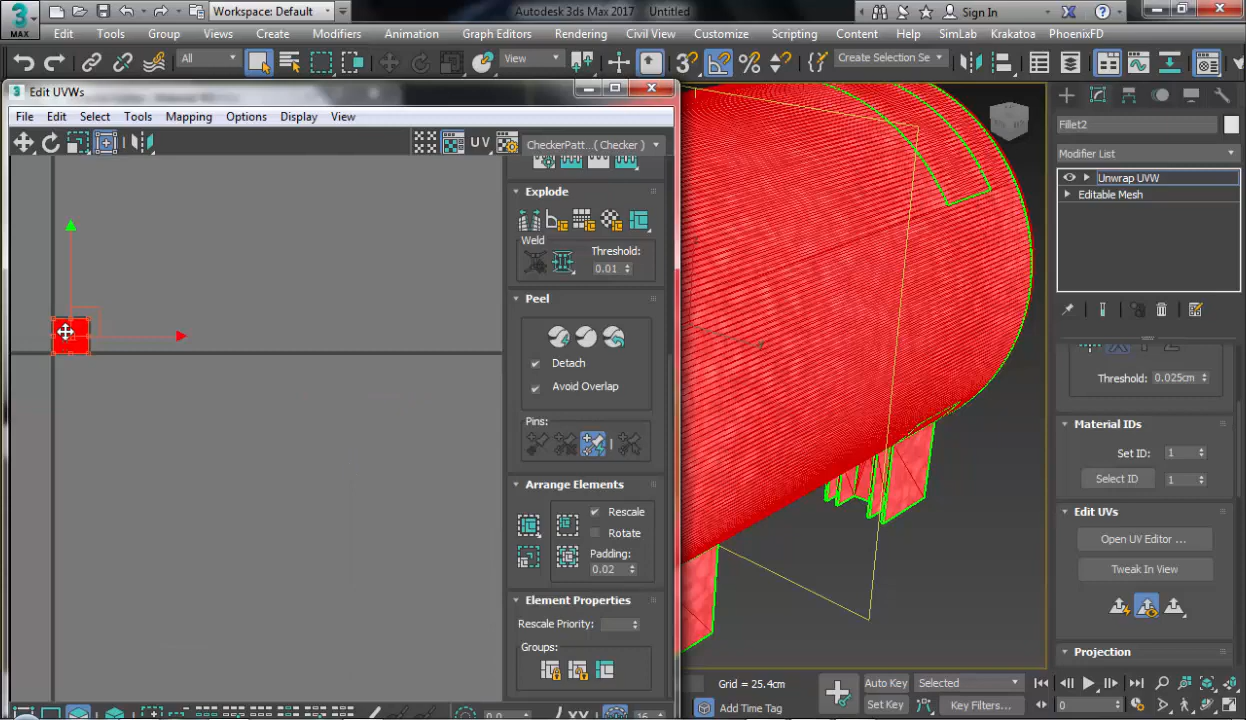 3
MAX
Workspace: Default
Autodesk 3ds Max 2017
Untitled
Sign In
Edit
Tools
Group
Views
Create
Modifiers
Animation
Graph Editors
Rendering
Civil View
Customize
Scripting
Content
Help
SimLab
Krakatoa
PhoenixFD
All
View
Create Selection Se
3 Edit UVWs
File
Edit
Select
Tools
Mapping
Options
Display
View
UV
CheckerPatt...( Checker )
Explode
Weld
Threshold:
0.01
Peel
Detach
Avoid Overlap
Pins:
Arrange Elements
Rescale
Rotate
Padding:
0.02
Element Properties
Rescale Priority:
Groups:
0.0
XY
16
Fillet2
Modifier List
Unwrap UVW
Editable Mesh
Threshold: 0.025cm
Material IDs
Set ID: 1
Select ID 1
Edit UVs
Open UV Editor ...
Tweak In View
Projection
Grid = 25.4cm
Add Time Tag
Auto Key
Selected
Set Key
Key Filters...
0